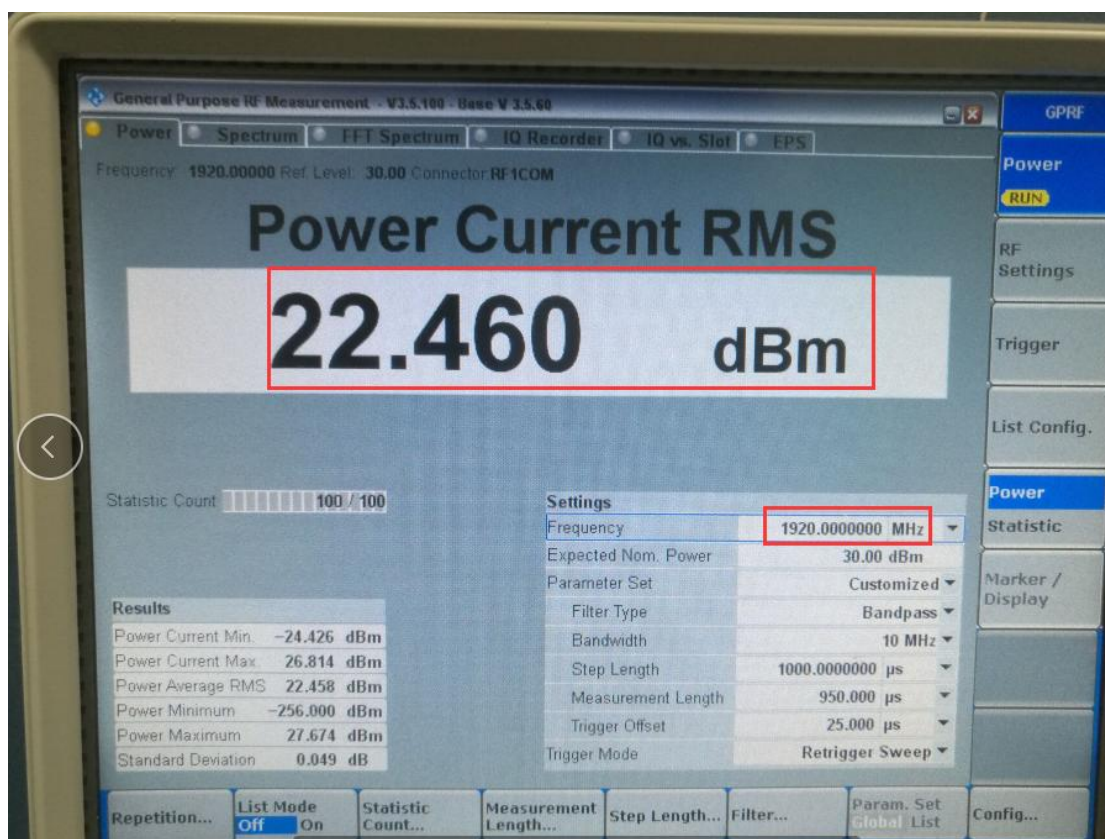 General Purpose RF Measurement - V3.5.100 - Base V 3.5.60
GPRF
Power Spectrum FFT Spectrum IQ Recorder IQ vs. Slot EPS
Frequency: 1920.00000 Ref. Level: 30.00 Connector: RF1COM
Power
RUN
Power Current RMS
RF
Settings
22.460 dBm
Trigger
List Config.
Statistic Count 100 / 100
Power
Statistic
Settings
Frequency 1920.0000000 MHz
Expected Nom. Power 30.00 dBm
Parameter Set Customized
Filter Type Bandpass
Bandwidth 10 MHz
Step Length 1000.0000000 µs
Measurement Length 950.000 µs
Trigger Offset 25.000 µs
Trigger Mode Retrigger Sweep
Marker /
Display
Results
Power Current Min. -24.426 dBm
Power Current Max. 26.814 dBm
Power Average RMS 22.458 dBm
Power Minimum -256.000 dBm
Power Maximum 27.674 dBm
Standard Deviation 0.049 dB
Repetition...
List Mode
Off On
Statistic
Count...
Measurement
Length...
Step Length...
Filter...
Param. Set
Global List
Config...